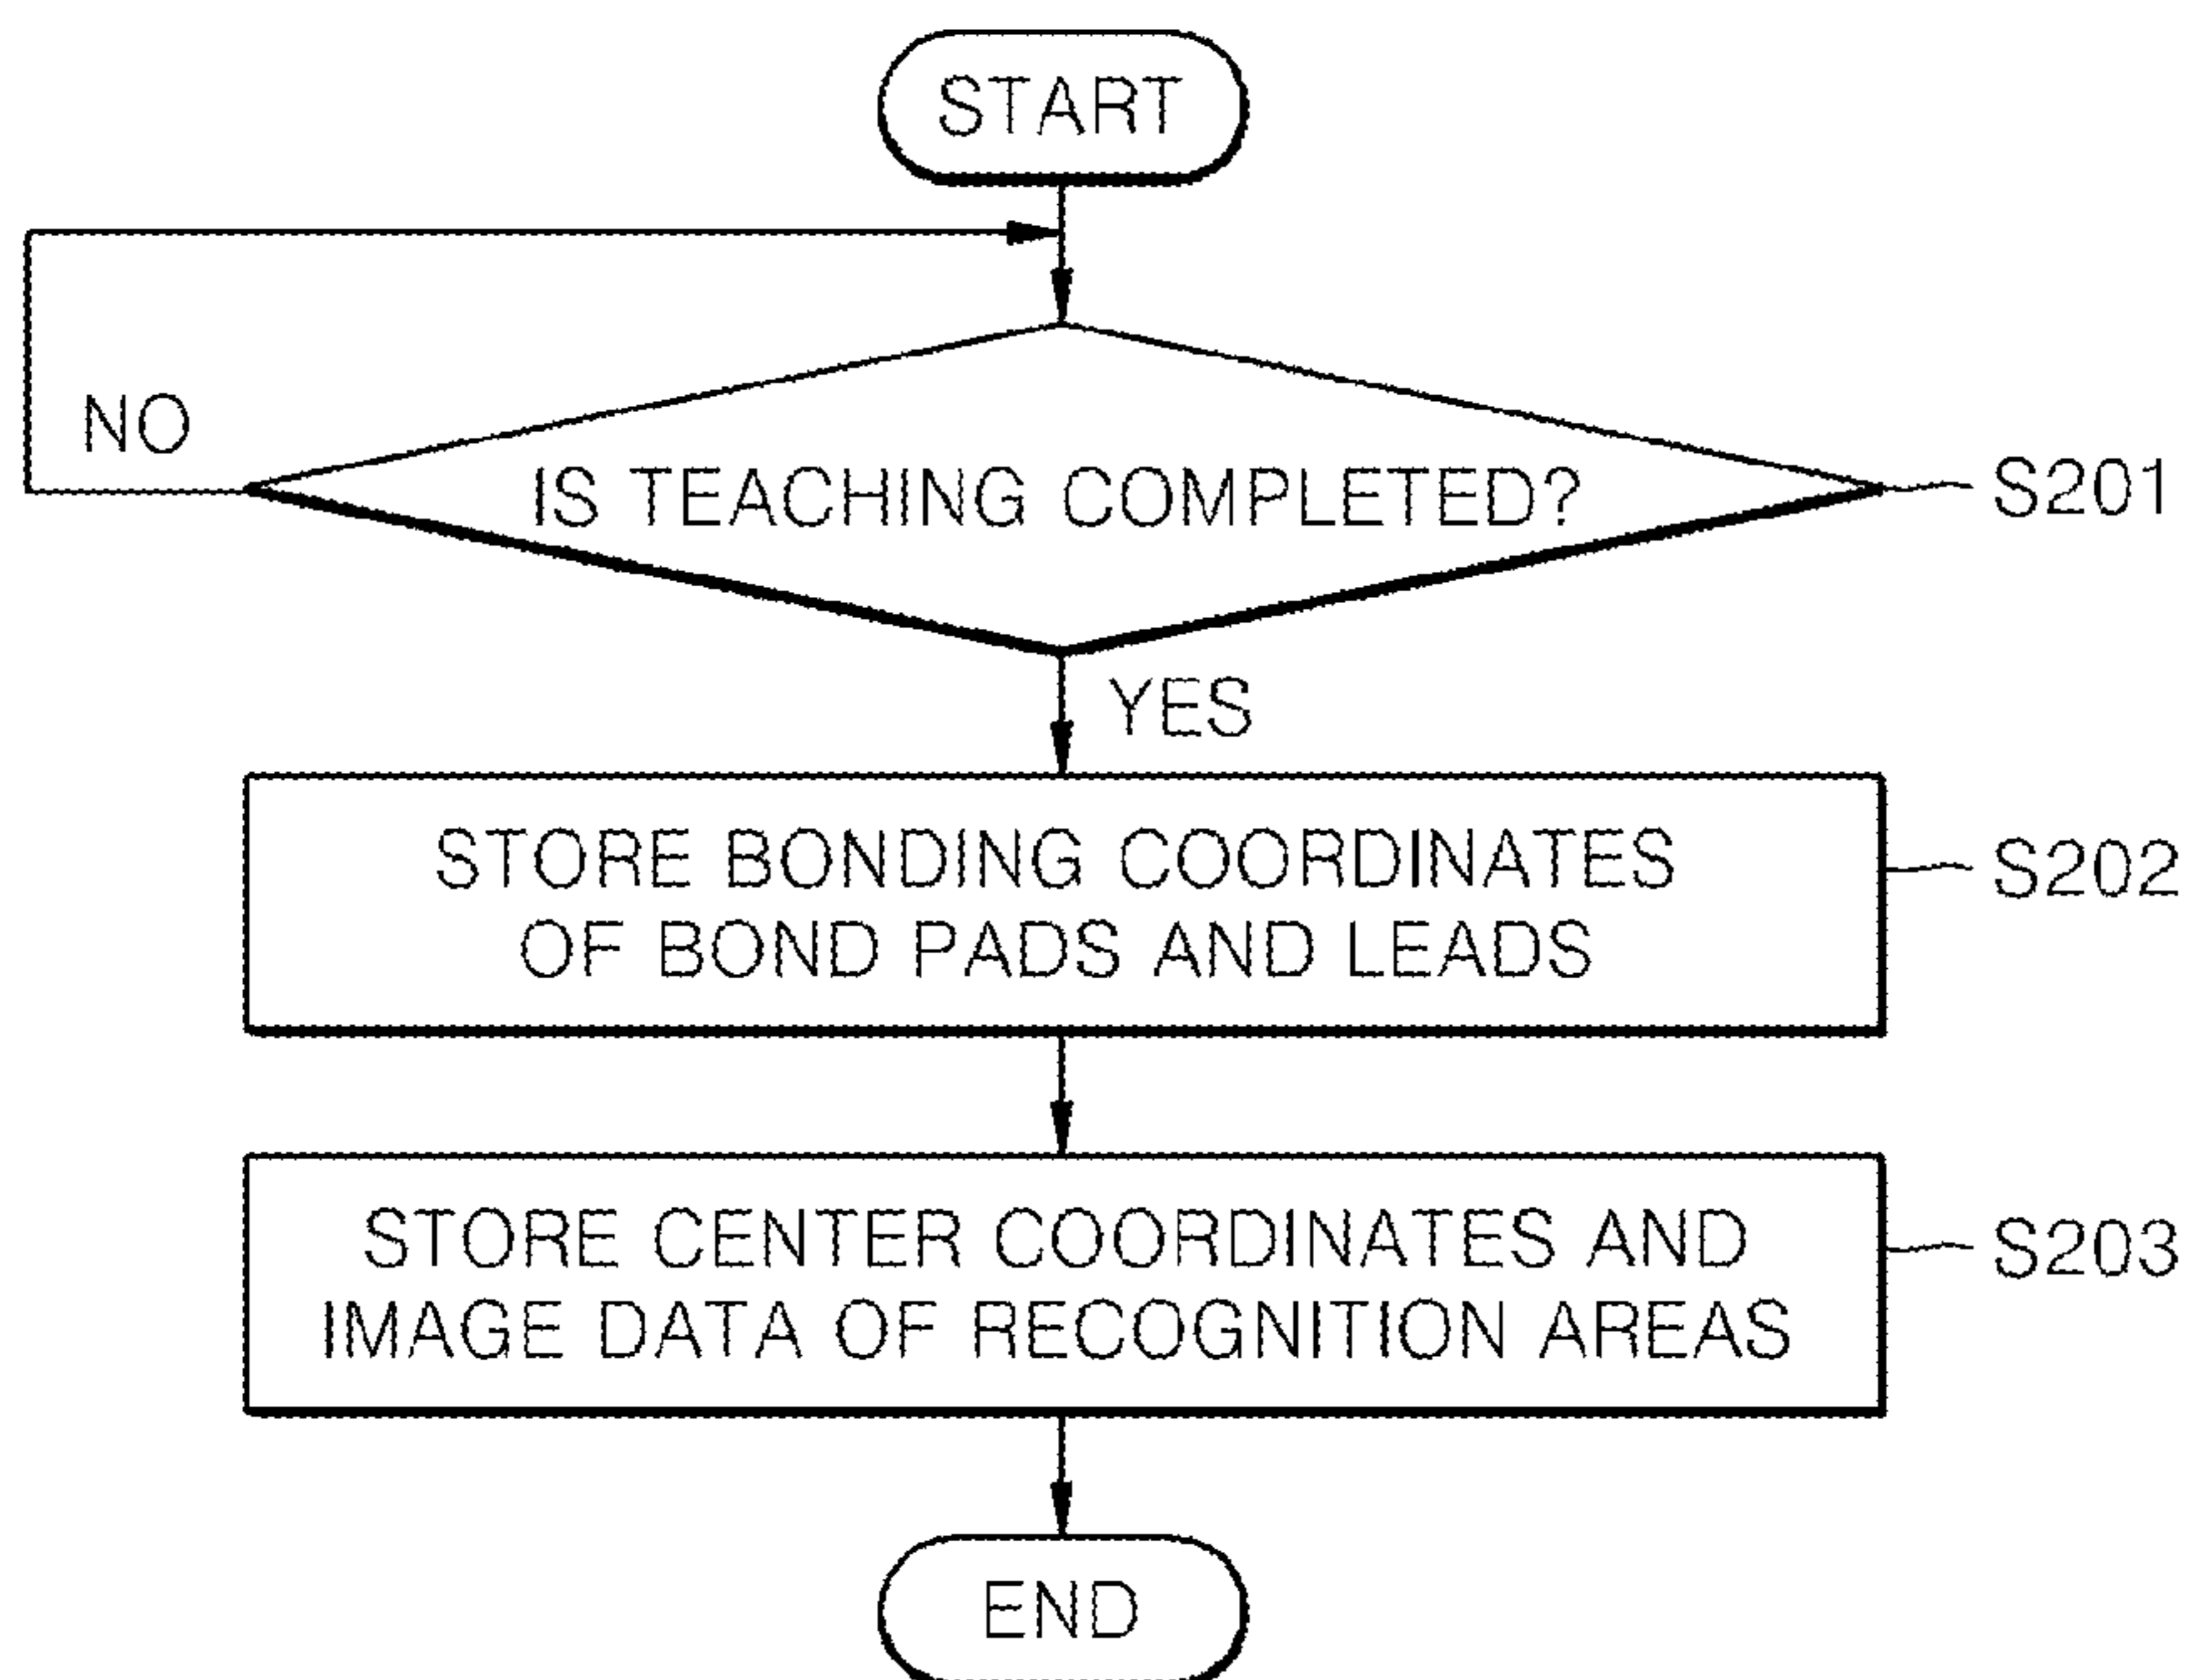 START
NO
IS TEACHING COMPLETED?
S201
YES
STORE BONDING COORDINATES
OF BOND PADS AND LEADS
S202
STORE CENTER COORDINATES AND
IMAGE DATA OF RECOGNITION AREAS
S203
END